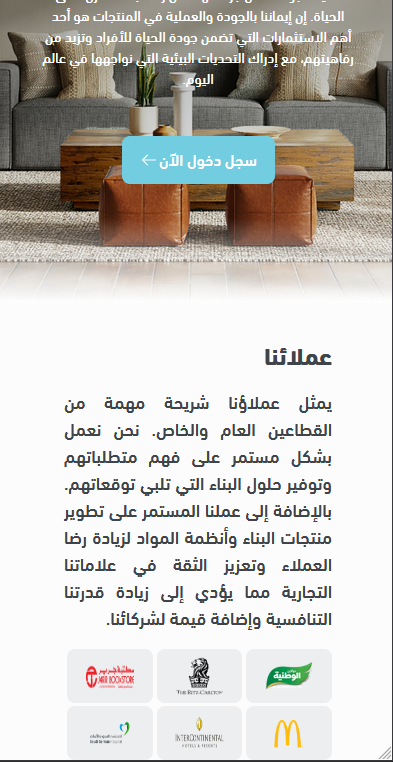 الحياة. إن إيماننا بالجودة والعملية في المنتجات هو أحد
أهم الاستثمارات التي تضمن جودة الحياة للأفراد وتزيد من
رفاهيتهم، مع إدراك التحديات البيئية التي نواجهها في عالم
اليوم.
سجل دخول الآن ←
عملائنا
يمثل عملاؤنا شريحة مهمة من
القطاعين العام والخاص. نحن نعمل
بشكل مستمر على فهم متطلباتهم
وتوفير حلول البناء التي تلبي توقعاتهم.
بالإضافة إلى عملنا المستمر على تطوير
منتجات البناء وأنظمة المواد لزيادة رضا
العملاء وتعزيز الثقة في علاماتنا
التجارية مما يؤدي إلى زيادة قدرتنا
التنافسية وإضافة قيمة لشركائنا.
الوطنية
THE RITZ-CARLTON
مكتبة جرير
JARIR BOOKSTORE
INTERCONTINENTAL
HOTELS & RESORTS